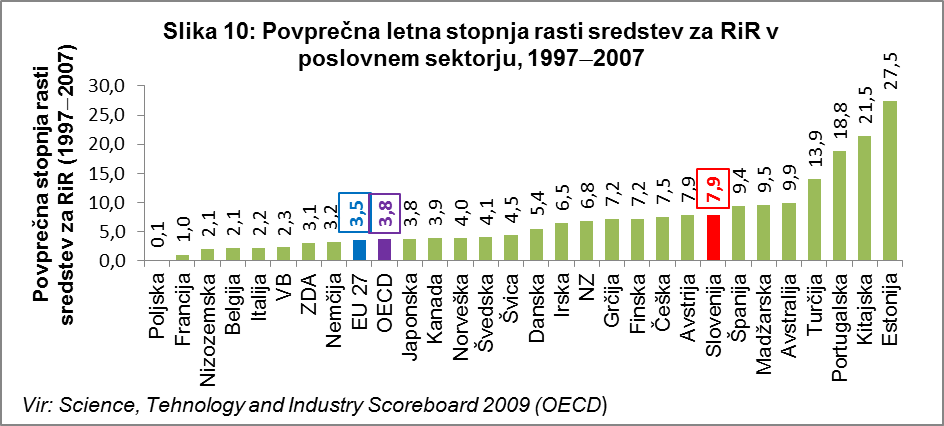 Slika 10: Povprečna letna stopnja rasti sredstev za RiR v
poslovnem sektorju, 1997–2007
Povprečna stopnja rasti
sredstev za RiR (1997–2007)
30,0
25,0
20,0
15,0
10,0
5,0
0,0
0,1
1,0
2,1
2,1
2,2
2,3
3,1
3,2
3,5
3,8
3,8
3,9
4,0
4,1
4,5
5,4
6,5
6,8
7,2
7,2
7,5
7,9
7,9
9,4
9,5
9,9
13,9
18,8
21,5
27,5
Poljska
Francija
Nizozemska
Belgija
Italija
VB
ZDA
Nemčija
EU 27
OECD
Japonska
Kanada
Norveška
Švedska
Švica
Danska
Irska
NZ
Grčija
Finska
Češka
Avstrija
Slovenija
Španija
Madžarska
Avstralija
Turčija
Portugalska
Kitajska
Estonija
Vir: Science, Tehnology and Industry Scoreboard 2009 (OECD)